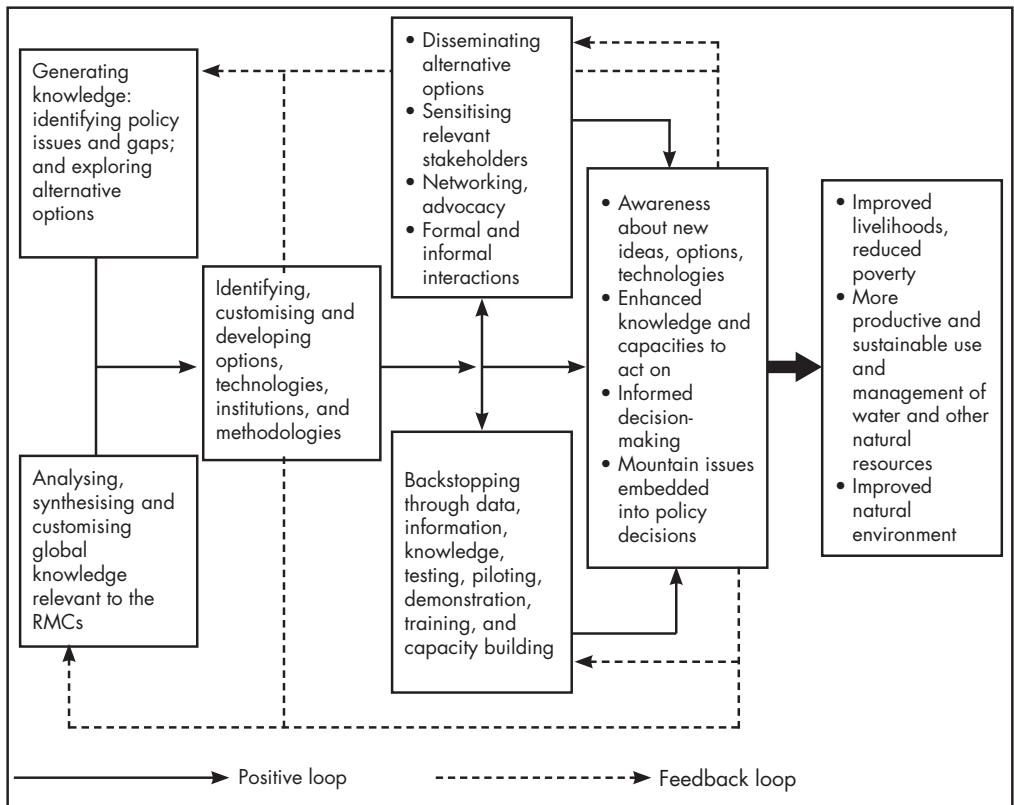 Generating
knowledge:
identifying policy
issues and gaps;
and exploring
alternative
options
Analysing,
synthesising and
customising
global
knowledge
relevant to the
RMCs
Identifying,
customising and
developing
options,
technologies,
institutions, and
methodologies
• Disseminating
alternative
options
• Sensitising
relevant
stakeholders
• Networking,
advocacy
• Formal and
informal
interactions
Backstopping
through data,
information,
knowledge,
testing, piloting,
demonstration,
training, and
capacity building
• Awareness
about new
ideas, options,
technologies
• Enhanced
knowledge and
capacities to
act on
• Informed
decision-
making
• Mountain issues
embedded
into policy
decisions
• Improved
livelihoods,
reduced
poverty
• More
productive and
sustainable use
and
management of
water and other
natural
resources
• Improved
natural
environment
Positive loop
Feedback loop